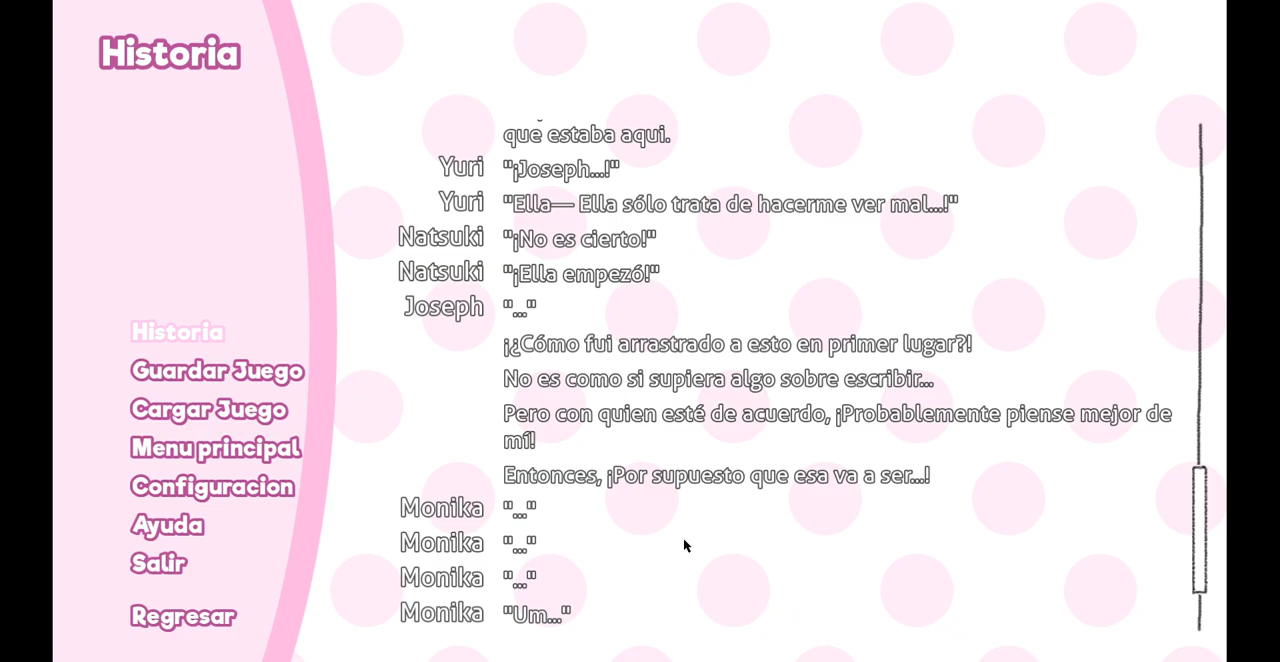 Historia
que estaba aqui.
Yuri "¡Joseph...!"
Yuri "Ella— Ella sólo trata de hacerme ver mal...!"
Natsuki "¡No es cierto!"
Natsuki "¡Ella empezó!"
Joseph "..."
¡¿Cómo fui arrastrado a esto en primer lugar?!
No es como si supiera algo sobre escribir...
Pero con quien esté de acuerdo, ¡Probablemente piense mejor de
mí!
Entonces, ¡Por supuesto que esa va a ser...!
Monika "..."
Monika "..."
Monika "..."
Monika "Um..."
Historia
Guardar Juego
Cargar Juego
Menu principal
Configuracion
Ayuda
Salir
Regresar